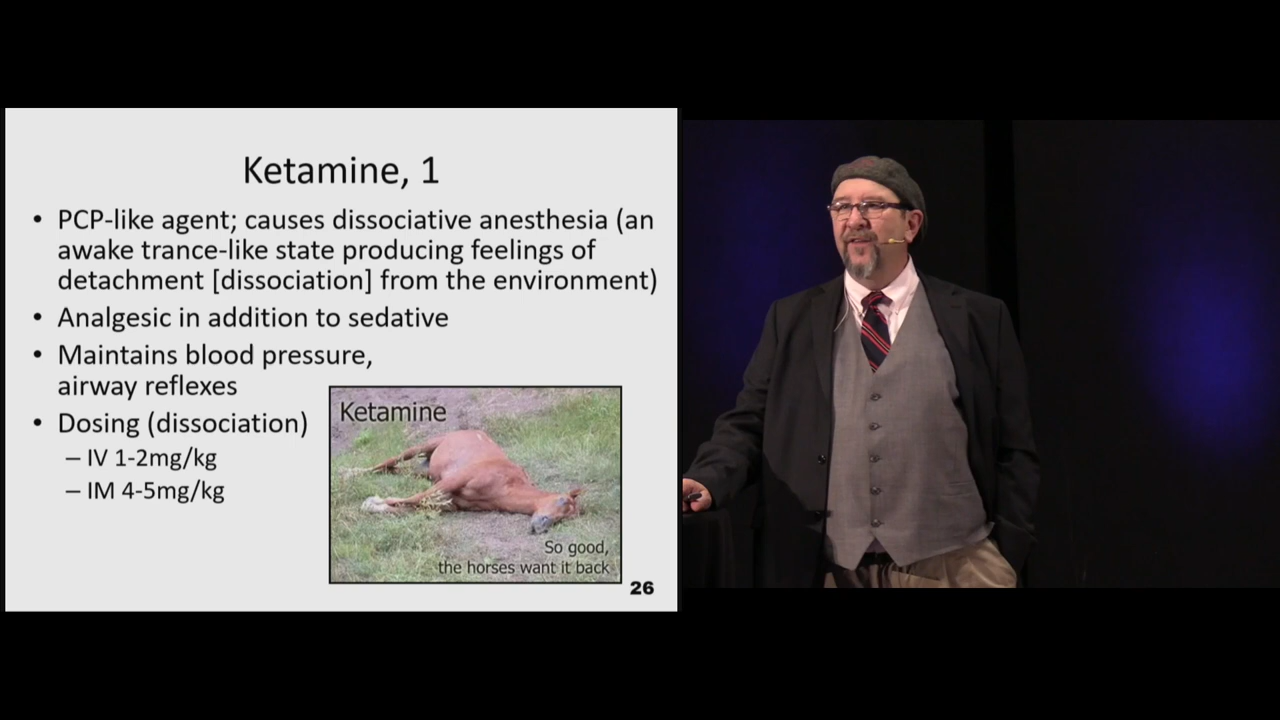 Ketamine, 1
• PCP-like agent; causes dissociative anesthesia (an
awake trance-like state producing feelings of
detachment [dissociation] from the environment)
• Analgesic in addition to sedative
• Maintains blood pressure,
airway reflexes
• Dosing (dissociation)
– IV 1-2mg/kg
– IM 4-5mg/kg
Ketamine
So good,
the horses want it back
26